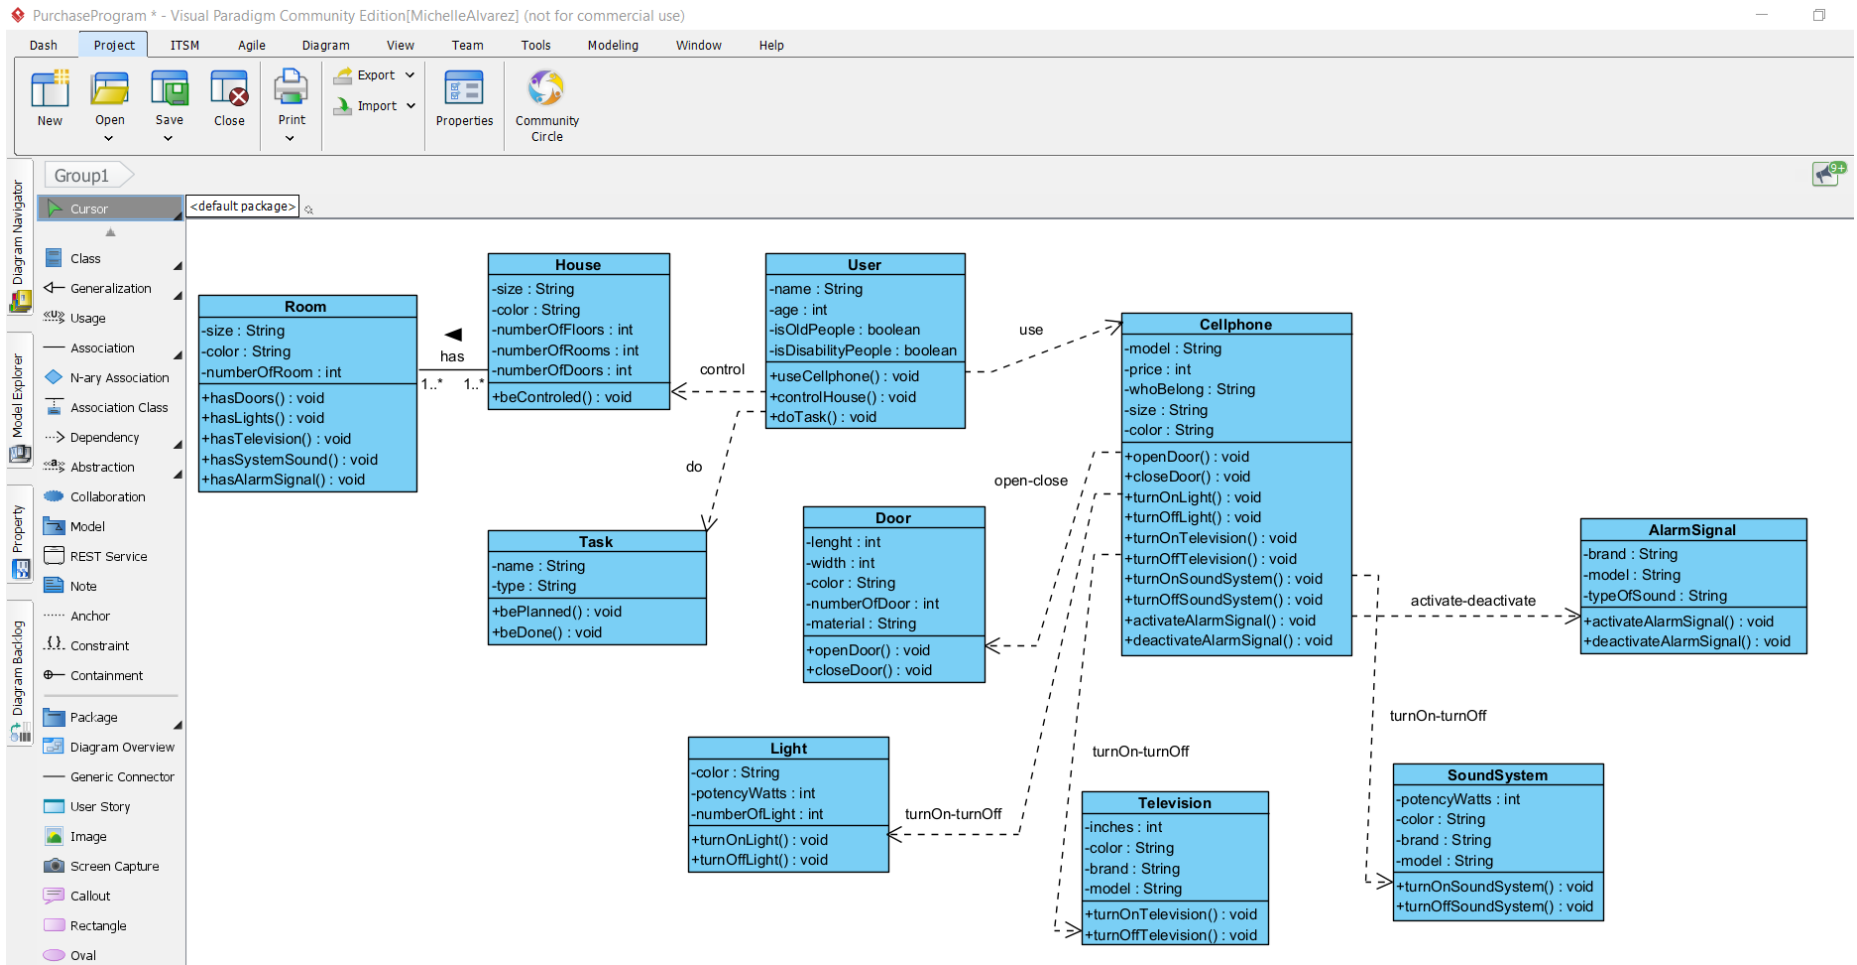 PurchaseProgram * - Visual Paradigm Community Edition[MichelleAlvarez] (not for commercial use)
Dash Project ITSM Agile Diagram View Team Tools Modeling Window Help
New
Open
Save
Close
Print
Export
Import
Properties
Community
Circle
9+
Diagram Navigator
Model Explorer
Property
Diagram Backlog
Group1
<default package>
Cursor
Class
Generalization
«U» Usage
Association
N-ary Association
Association Class
Dependency
«a» Abstraction
Collaboration
Model
REST Service
Note
Anchor
{.} Constraint
Containment
Package
Diagram Overview
Generic Connector
User Story
Image
Screen Capture
Callout
Rectangle
Oval
Room
-size : String
-color : String
-numberOfRoom : int
+hasDoors() : void
+hasLights() : void
+hasTelevision() : void
+hasSystemSound() : void
+hasAlarmSignal() : void
has
1..* 1..*
House
-size : String
-color : String
-numberOfFloors : int
-numberOfRooms : int
-numberOfDoors : int
+beControled() : void
control
User
-name : String
-age : int
-isOldPeople : boolean
-isDisabilityPeople : boolean
+useCellphone() : void
+controlHouse() : void
+doTask() : void
use
do
Task
-name : String
-type : String
+bePlanned() : void
+beDone() : void
Cellphone
-model : String
-price : int
-whoBelong : String
-size : String
-color : String
+openDoor() : void
+closeDoor() : void
+turnOnLight() : void
+turnOffLight() : void
+turnOnTelevision() : void
+turnOffTelevision() : void
+turnOnSoundSystem() : void
+turnOffSoundSystem() : void
+activateAlarmSignal() : void
+deactivateAlarmSignal() : void
open-close
Door
-lenght : int
-width : int
-color : String
-numberOfDoor : int
-material : String
+openDoor() : void
+closeDoor() : void
activate-deactivate
AlarmSignal
-brand : String
-model : String
-typeOfSound : String
+activateAlarmSignal() : void
+deactivateAlarmSignal() : void
Light
-color : String
-potencyWatts : int
-numberOfLight : int
+turnOnLight() : void
+turnOffLight() : void
turnOn-turnOff
turnOn-turnOff
Television
-inches : int
-color : String
-brand : String
-model : String
+turnOnTelevision() : void
+turnOffTelevision() : void
turnOn-turnOff
SoundSystem
-potencyWatts : int
-color : String
-brand : String
-model : String
+turnOnSoundSystem() : void
+turnOffSoundSystem() : void